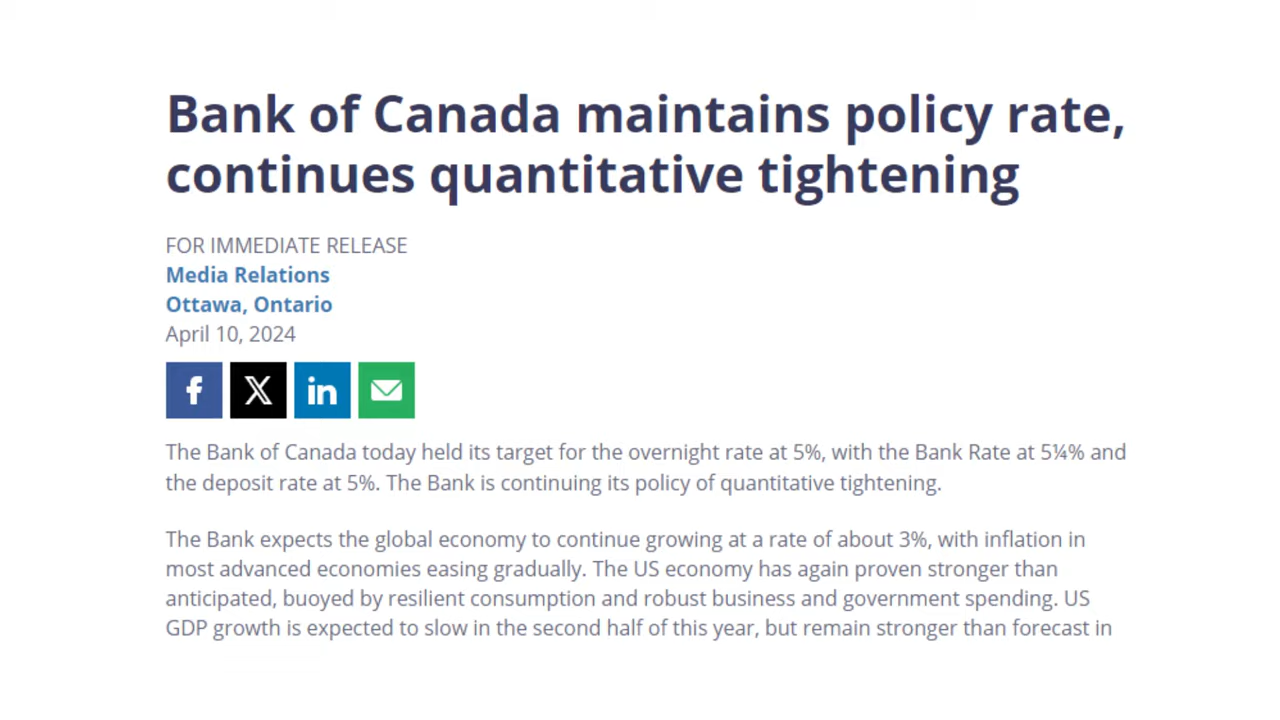 Bank of Canada maintains policy rate,
continues quantitative tightening
FOR IMMEDIATE RELEASE
Media Relations
Ottawa, Ontario
April 10, 2024
The Bank of Canada today held its target for the overnight rate at 5%, with the Bank Rate at 5¼% and
the deposit rate at 5%. The Bank is continuing its policy of quantitative tightening.
The Bank expects the global economy to continue growing at a rate of about 3%, with inflation in
most advanced economies easing gradually. The US economy has again proven stronger than
anticipated, buoyed by resilient consumption and robust business and government spending. US
GDP growth is expected to slow in the second half of this year, but remain stronger than forecast in